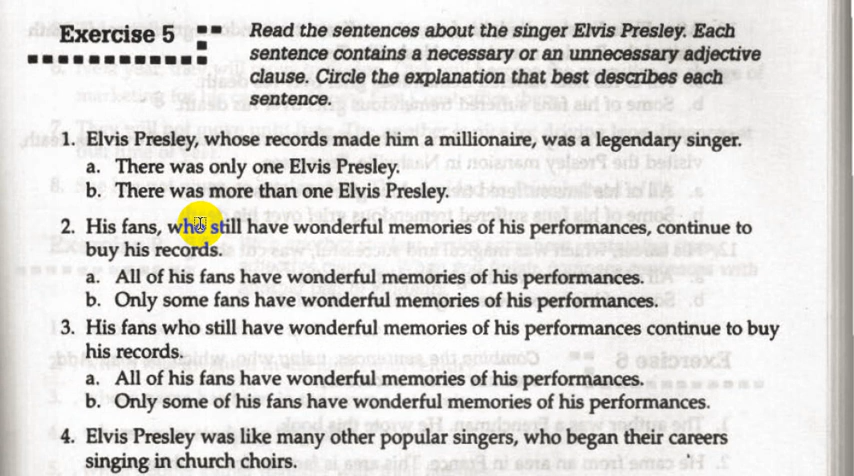 Exercise 5
Read the sentences about the singer Elvis Presley. Each
sentence contains a necessary or an unnecessary adjective
clause. Circle the explanation that best describes each
sentence.
1. Elvis Presley, whose records made him a millionaire, was a legendary singer.
a. There was only one Elvis Presley.
b. There was more than one Elvis Presley.
2. His fans, who still have wonderful memories of his performances, continue to
buy his records.
a. All of his fans have wonderful memories of his performances.
b. Only some fans have wonderful memories of his performances.
3. His fans who still have wonderful memories of his performances continue to buy
his records.
a. All of his fans have wonderful memories of his performances.
b. Only some of his fans have wonderful memories of his performances.
4. Elvis Presley was like many other popular singers, who began their careers
singing in church choirs.